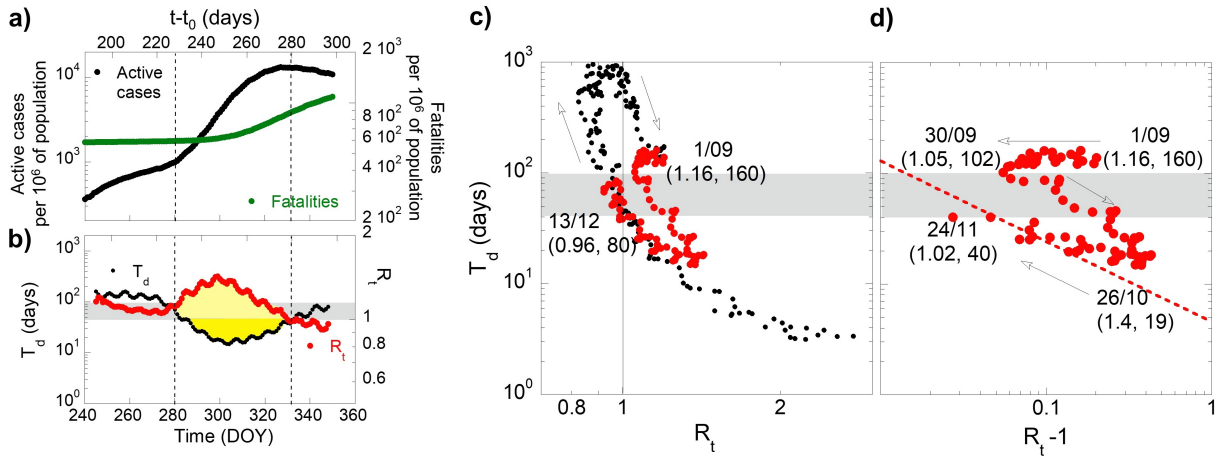 a)
t-t0 (days)
200 220 240 260 280 300
Active cases
per 10^6 of population
10^4
10^3
Active
cases
Fatalities
2 10^3
8 10^2
6 10^2
4 10^2
2 10^2
Fatalities
per 10^6 of population
b)
T_d (days)
10^3
10^2
10^1
10^0
T_d
R_t
2
R_t
1
0.8
0.6
240 260 280 300 320 340 360
Time (DOY)
c)
T_d (days)
10^3
10^2
10^1
10^0
1/09
(1.16, 160)
13/12
(0.96, 80)
0.8 1 2
R_t
d)
30/09
(1.05, 102)
1/09
(1.16, 160)
24/11
(1.02, 40)
26/10
(1.4, 19)
0.1 1
R_t-1